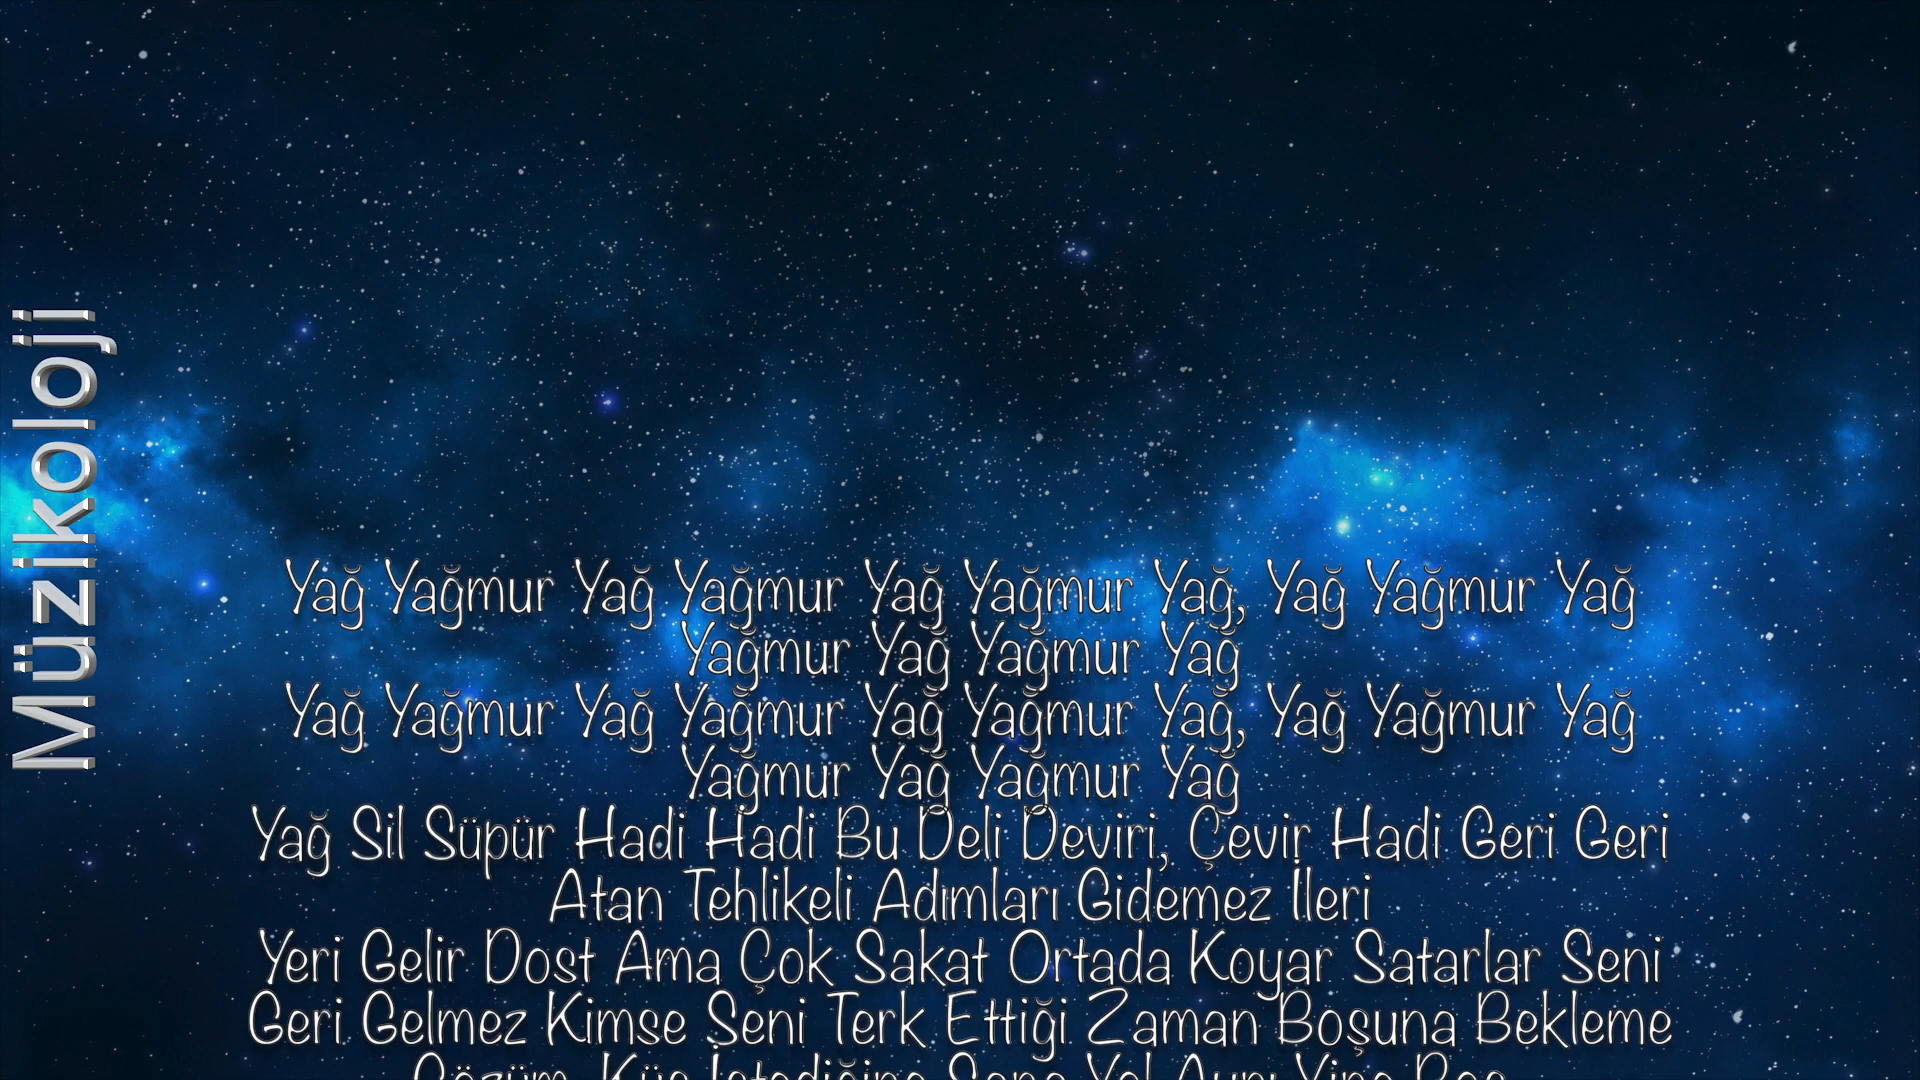 Müzikoloji
Yağ Yağmur Yağ Yağmur Yağ Yağmur Yağ, Yağ Yağmur Yağ
Yağmur Yağ Yağmur Yağ
Yağ Yağmur Yağ Yağmur Yağ Yağmur Yağ, Yağ Yağmur Yağ
Yağmur Yağ Yağmur Yağ
Yağ Sil Süpür Hadi Hadi Bu Deli Deviri, Çevir Hadi Geri Geri
Atan Tehlikeli Adımları Gidemez İleri
Yeri Gelir Dost Ama Çok Sakat Ortada Koyar Satarlar Seni
Geri Gelmez Kimse Seni Terk Ettiği Zaman Boşuna Bekleme